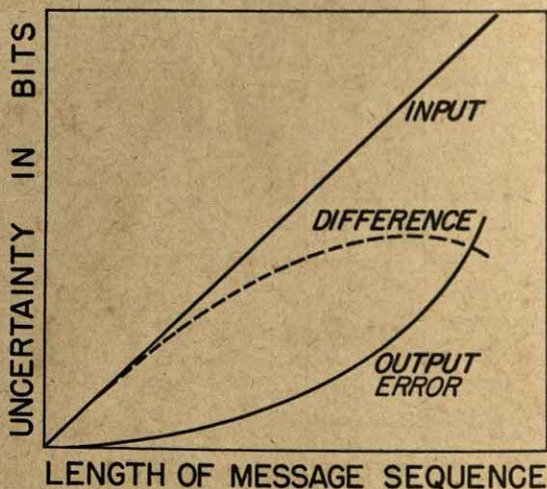 UNCERTAINTY IN BITS
INPUT
DIFFERENCE
OUTPUT
ERROR
LENGTH OF MESSAGE SEQUENCE